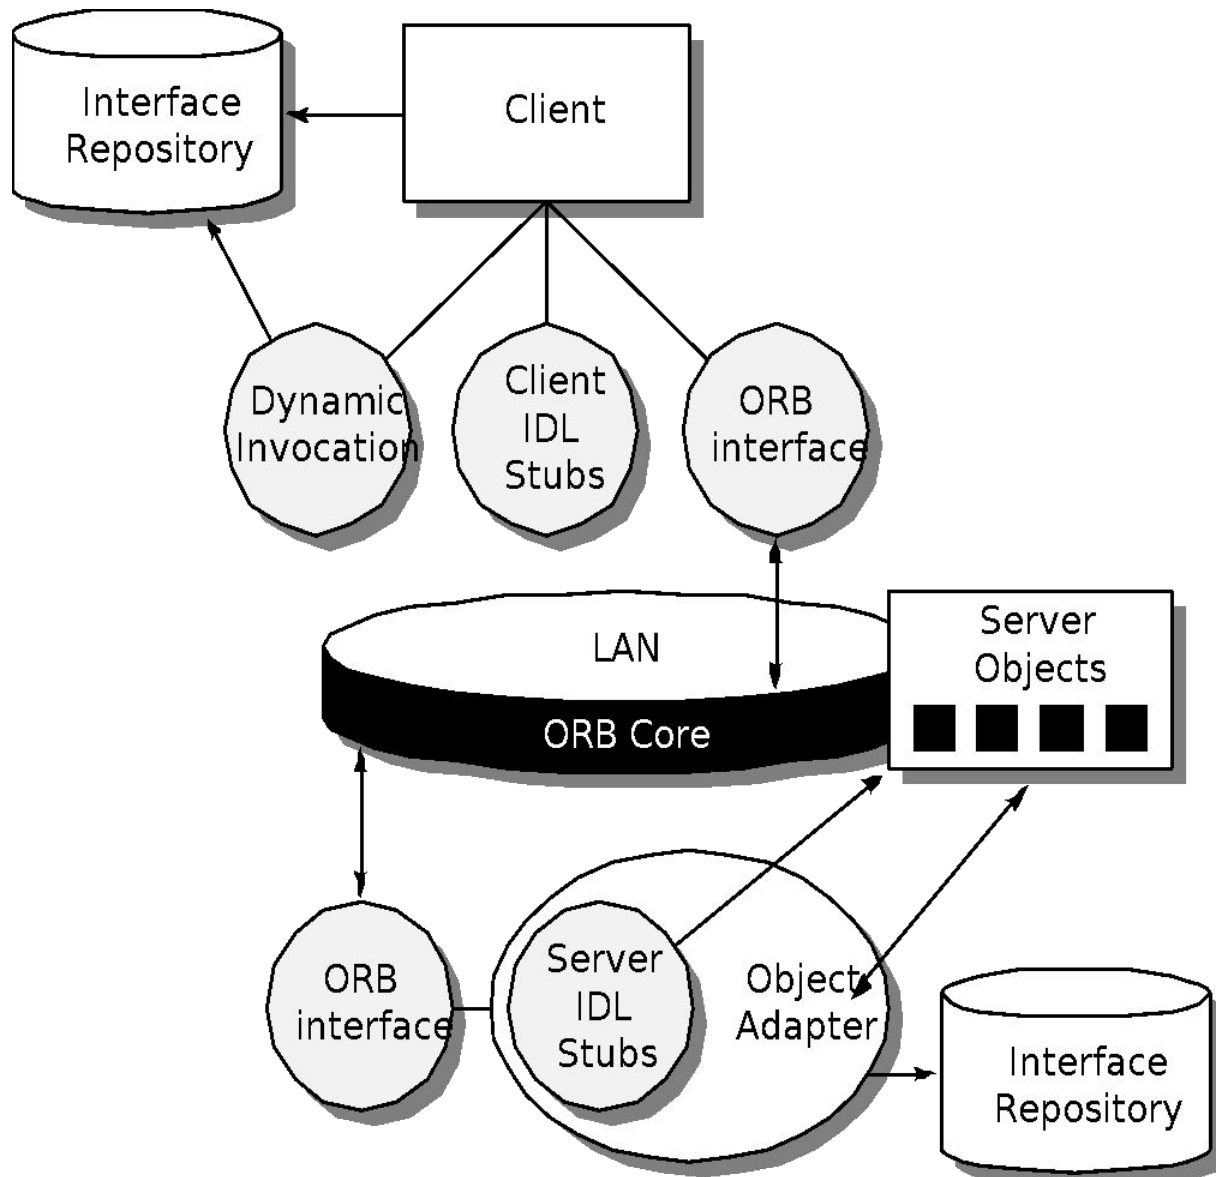 Interface
Repository
Client
Dynamic
Invocation
Client
IDL
Stubs
ORB
interface
LAN
ORB Core
Server
Objects
ORB
interface
Server
IDL
Stubs
Object
Adapter
Interface
Repository